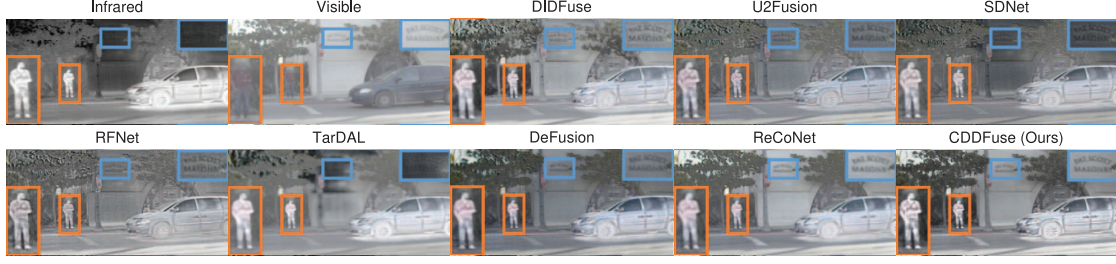 Infrared
Visible
DIDFuse
U2Fusion
SDNet
RFNet
TarDAL
DeFusion
ReCoNet
CDDFuse (Ours)